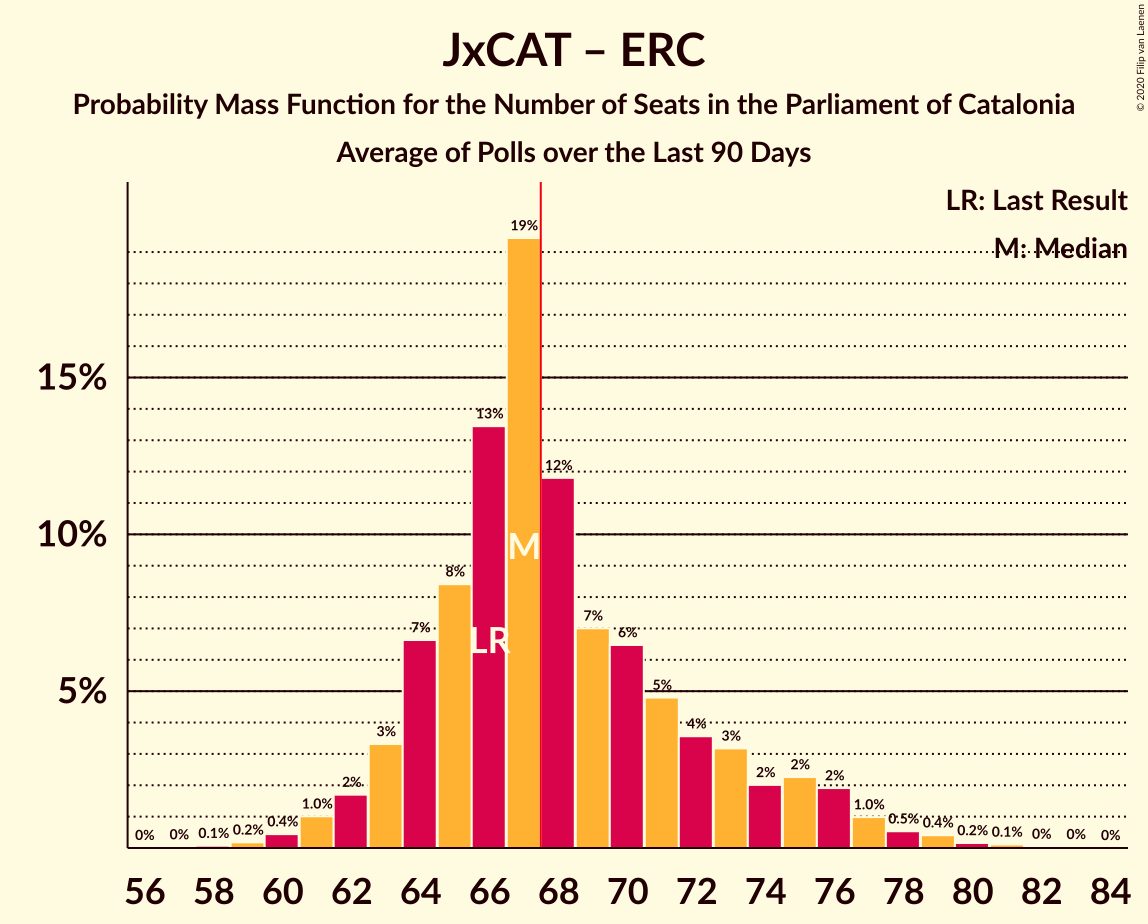 JxCAT – ERC
Probability Mass Function for the Number of Seats in the Parliament of Catalonia
Average of Polls over the Last 90 Days
© 2020 Filip van Laenen
LR: Last Result
M: Median
15%
10%
5%
0% 0% 0.1% 0.2% 0.4% 1.0% 2% 3% 7% 8% 13% 19% 12% 7% 6% 5% 4% 3% 2% 2% 2% 1.0% 0.5% 0.4% 0.2% 0.1% 0% 0% 0%
LR
M
56 58 60 62 64 66 68 70 72 74 76 78 80 82 84